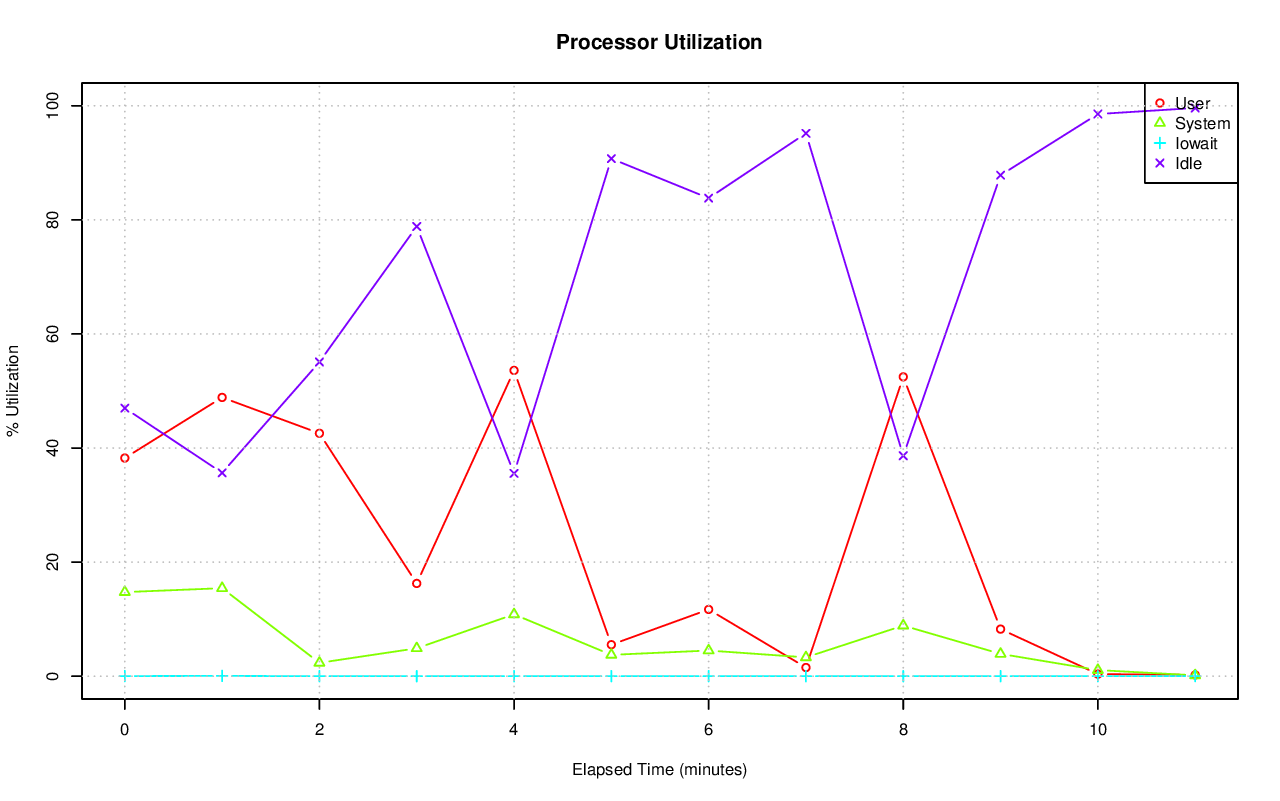 Processor Utilization
% Utilization
100
80
60
40
20
0
User
System
Iowait
Idle
0 2 4 6 8 10
Elapsed Time (minutes)